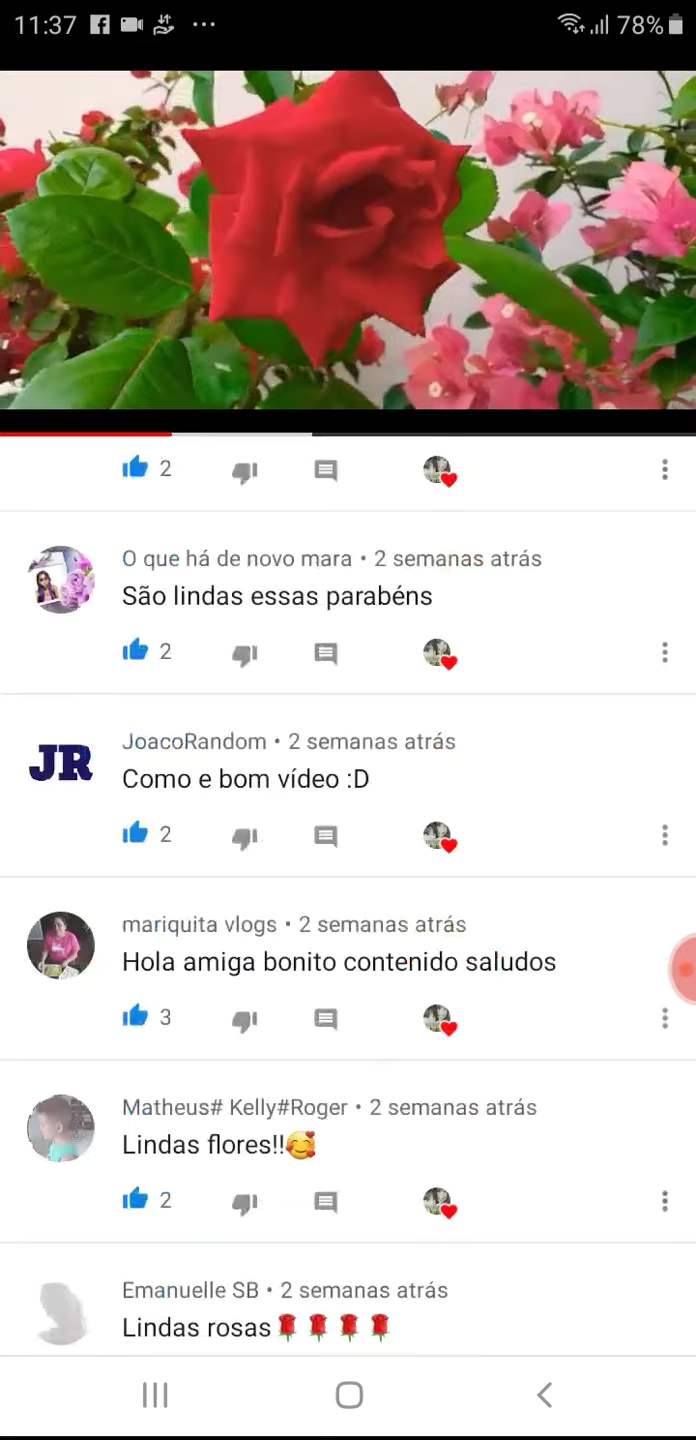 11:37
78%
2
O que há de novo mara • 2 semanas atrás
São lindas essas parabéns
2
JR
JoacoRandom • 2 semanas atrás
Como e bom vídeo :D
2
mariquita vlogs • 2 semanas atrás
Hola amiga bonito contenido saludos
3
Matheus# Kelly#Roger • 2 semanas atrás
Lindas flores!!🥰
2
Emanuelle SB • 2 semanas atrás
Lindas rosas🌹🌹🌹🌹